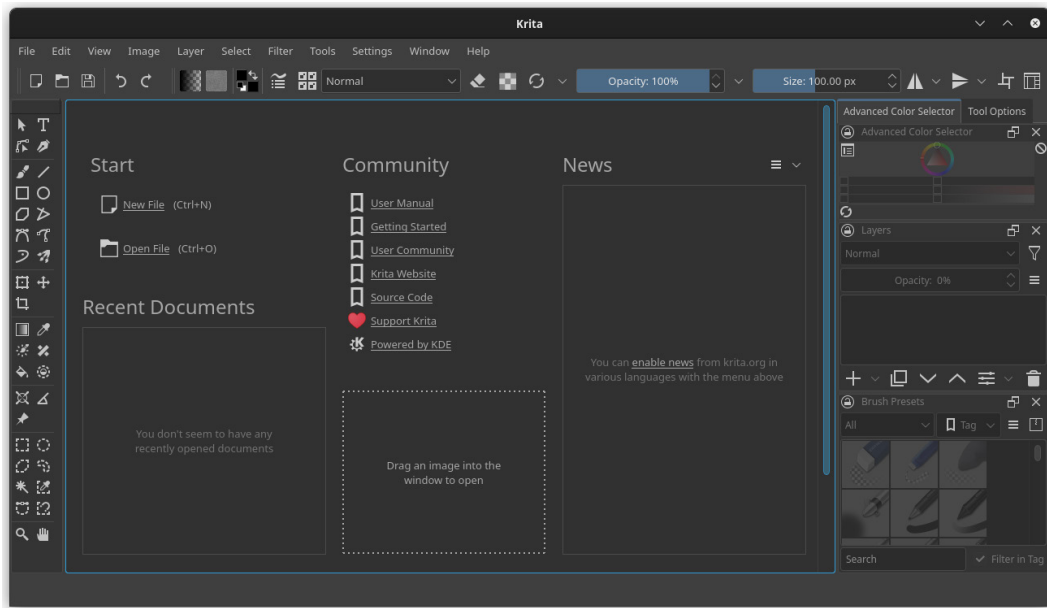 Krita
File Edit View Image Layer Select Filter Tools Settings Window Help
Normal
Opacity: 100%
Size: 100.00 px
Start
New File (Ctrl+N)
Open File (Ctrl+O)
Recent Documents
You don't seem to have any
recently opened documents
Community
User Manual
Getting Started
User Community
Krita Website
Source Code
Support Krita
Powered by KDE
Drag an image into the
window to open
News
You can enable news from krita.org in
various languages with the menu above
Advanced Color Selector Tool Options
Advanced Color Selector
Layers
Normal
Opacity: 0%
Brush Presets
All Tag
Search Filter in Tag